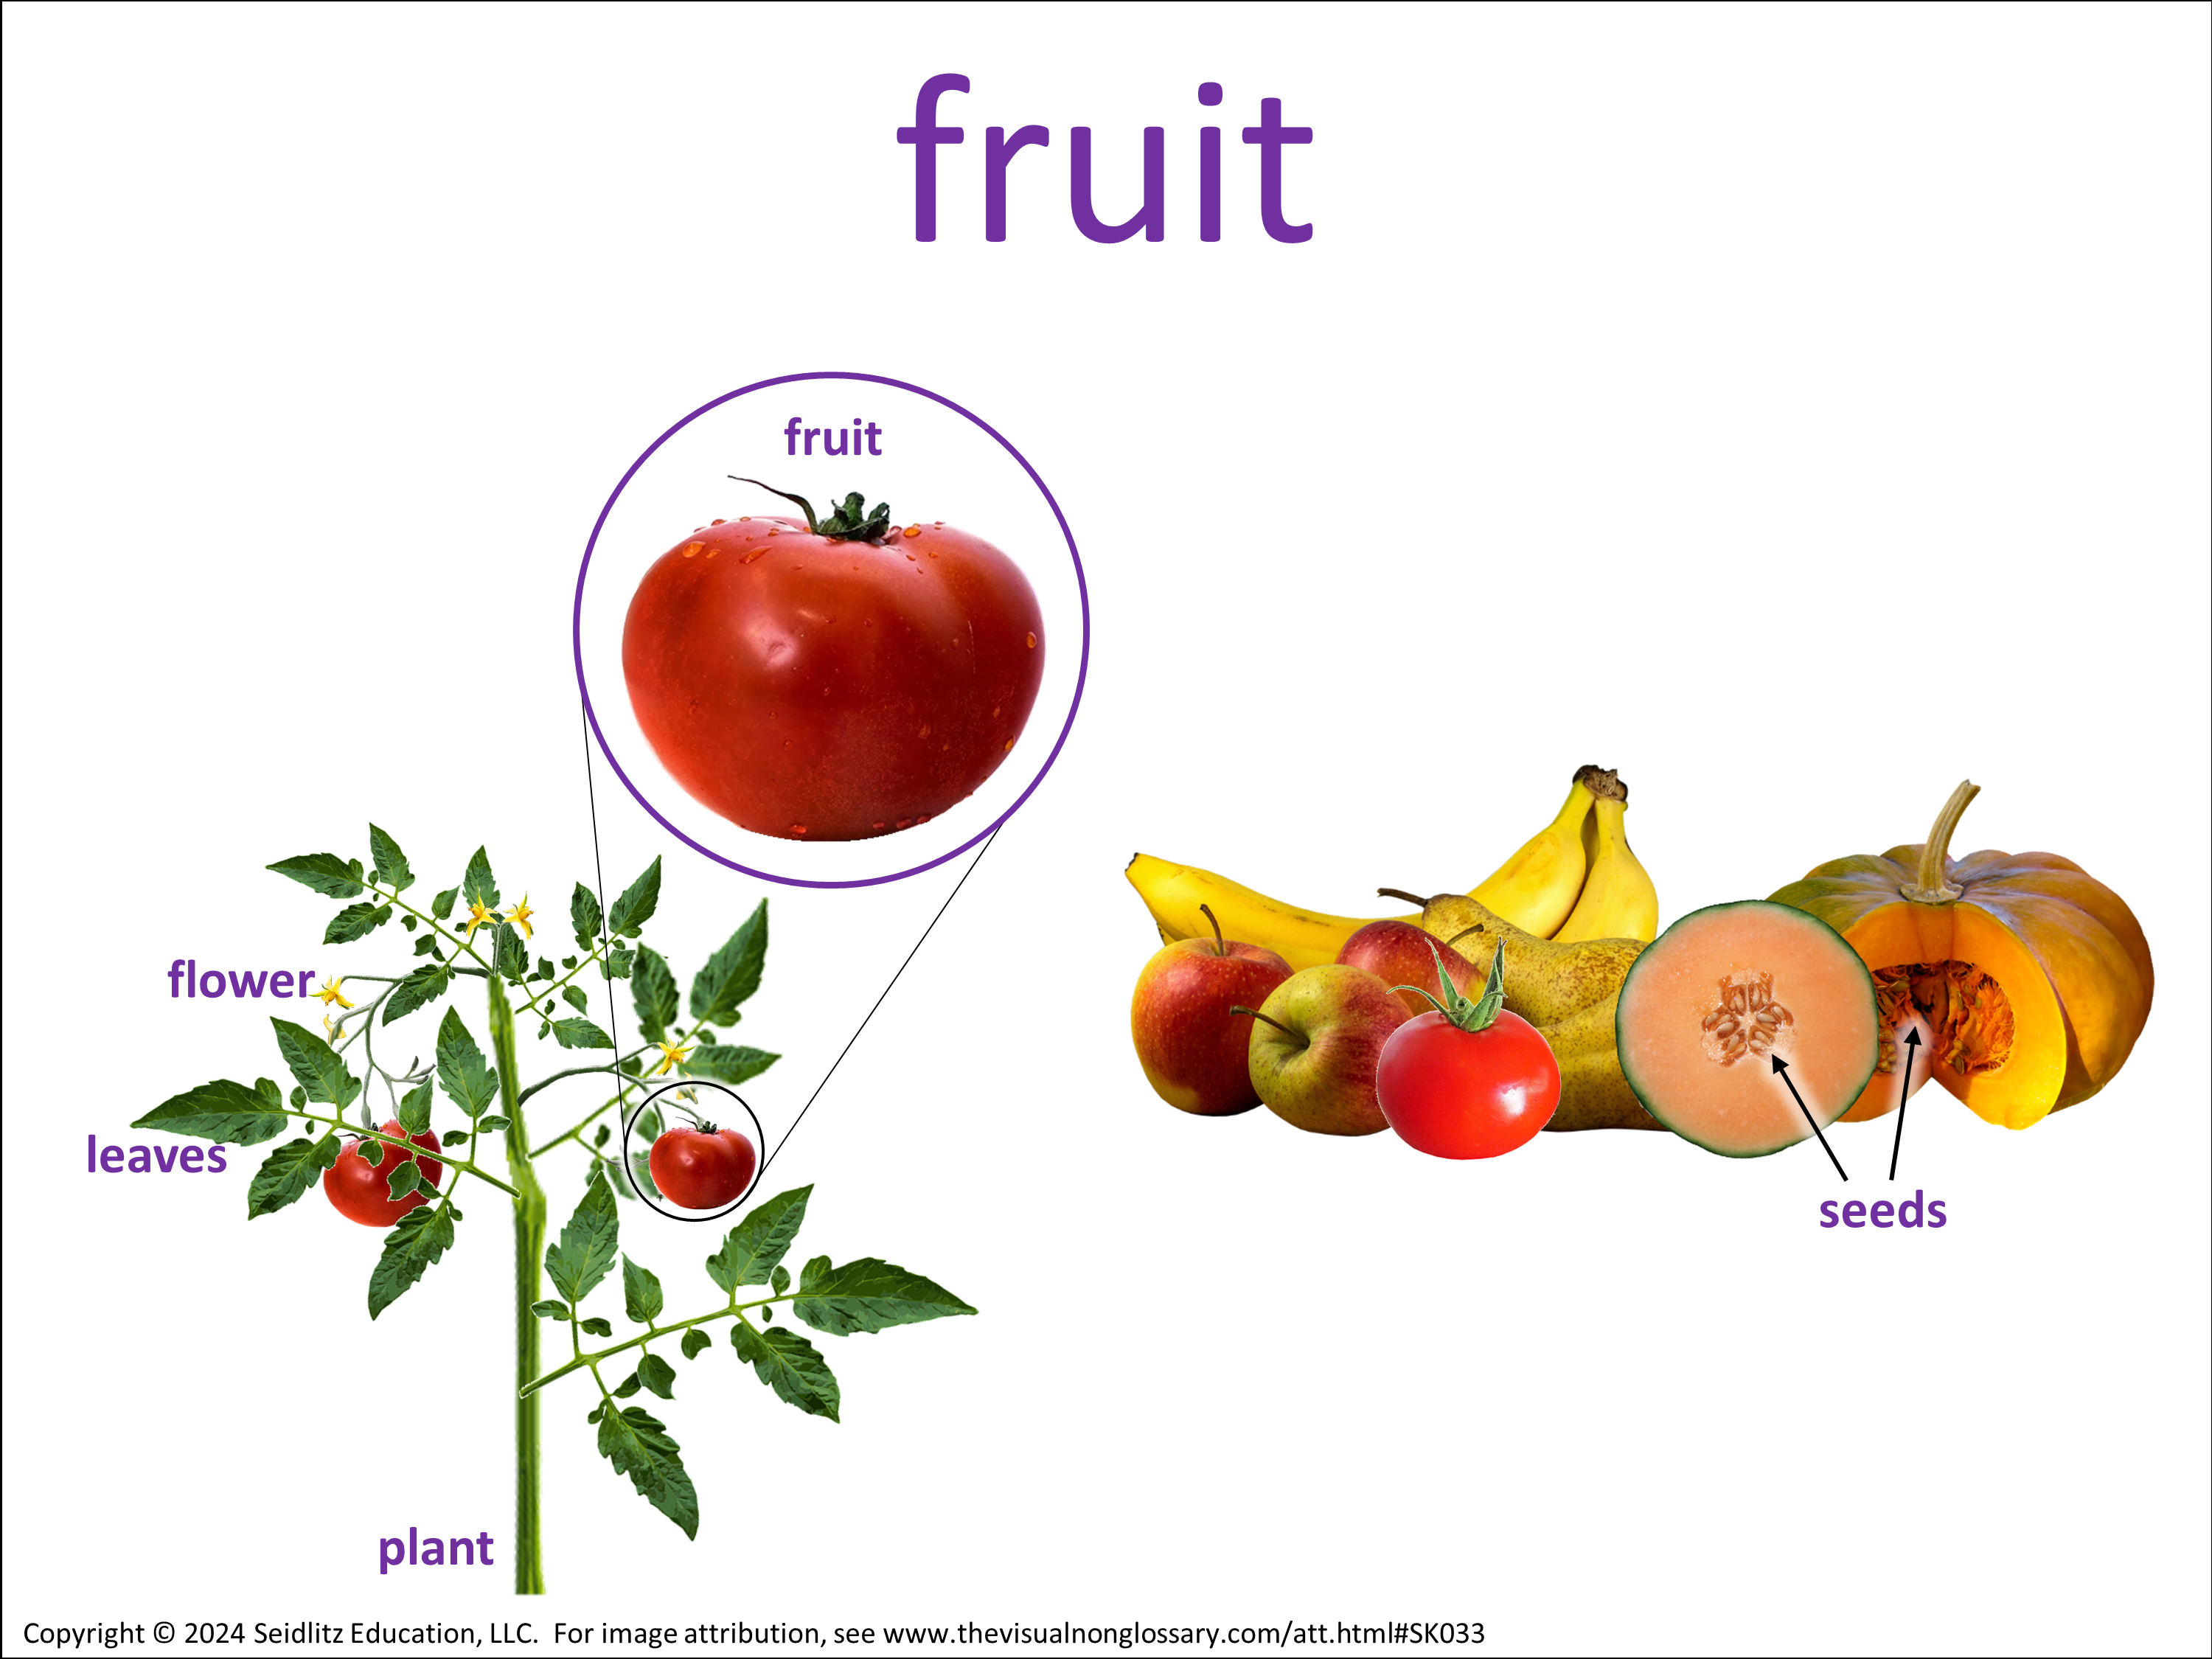 fruit
fruit
flower
leaves
seeds
plant
Copyright © 2024 Seidlitz Education, LLC.  For image attribution, see www.thevisualnonglossary.com/att.html#SK033